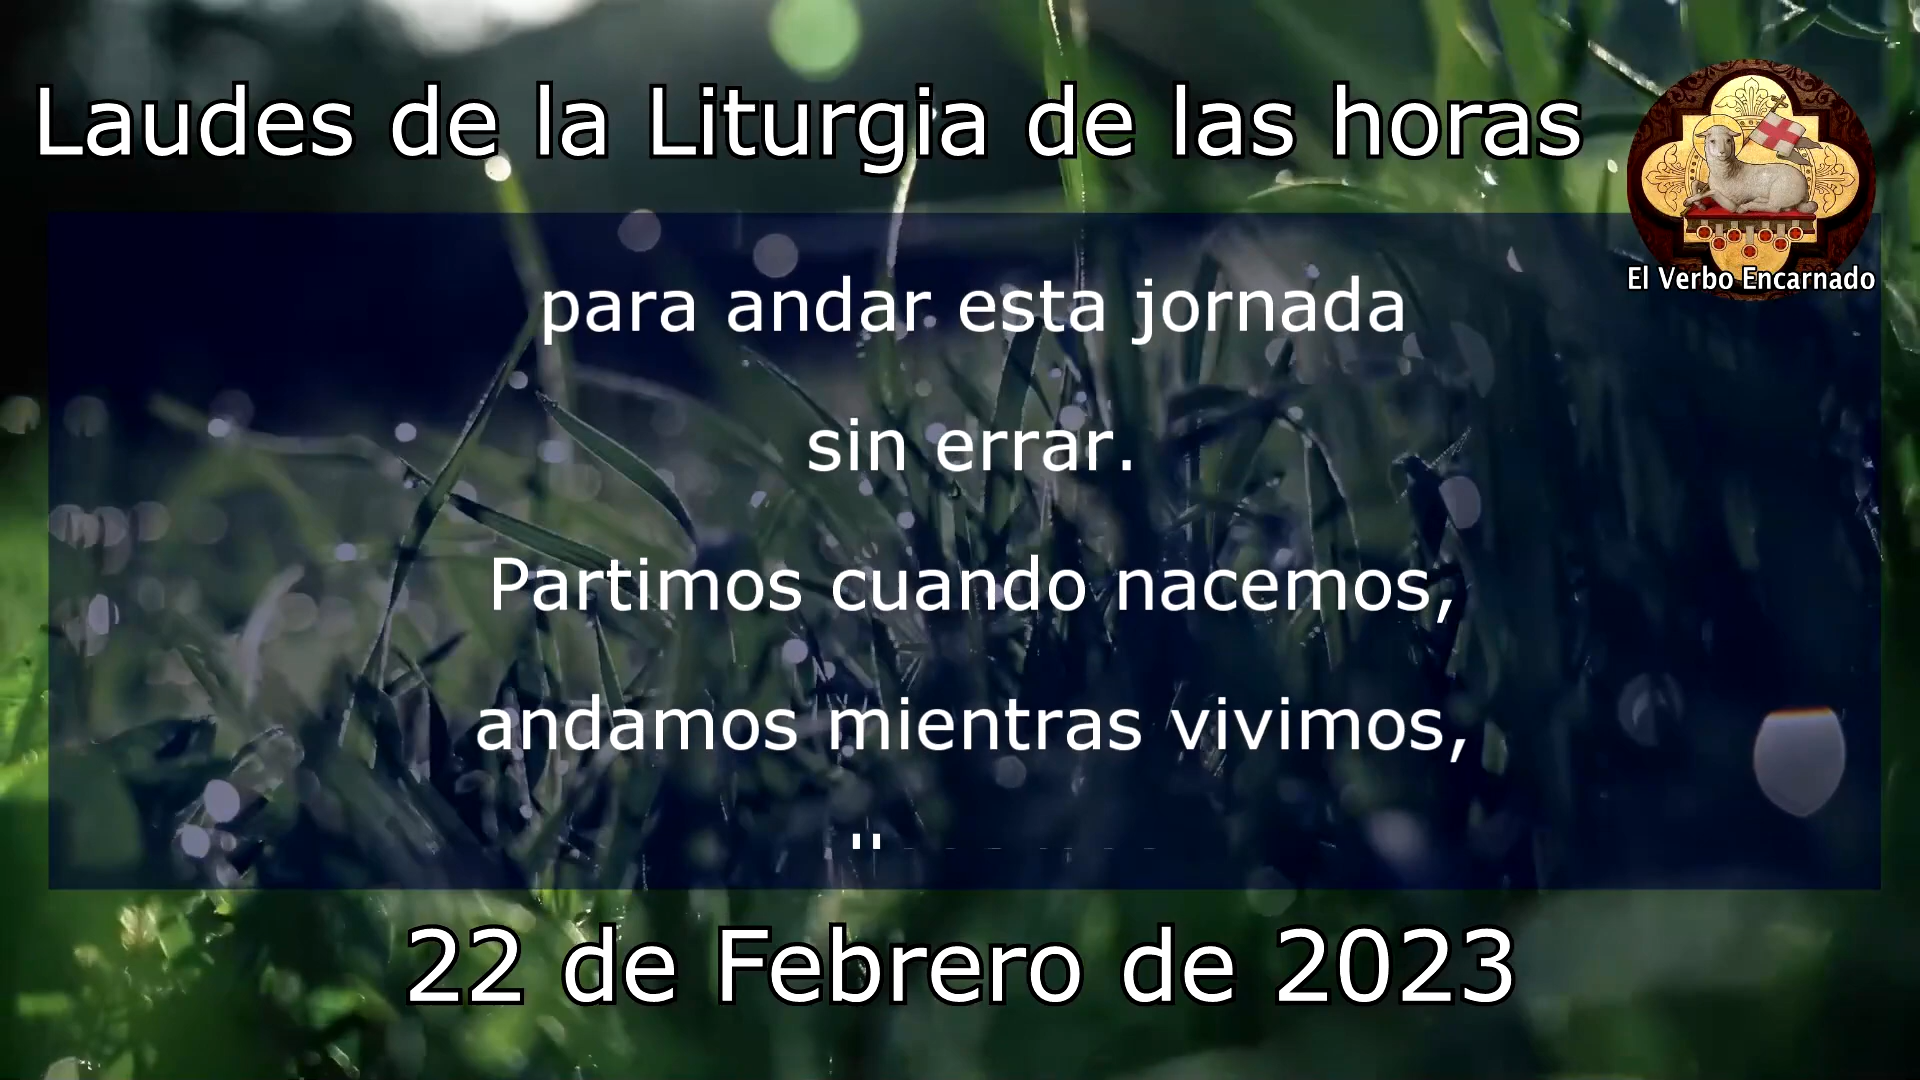 Laudes de la Liturgia de las horas
El Verbo Encarnado
para andar esta jornada
sin errar.
Partimos cuando nacemos,
andamos mientras vivimos,
22 de Febrero de 2023